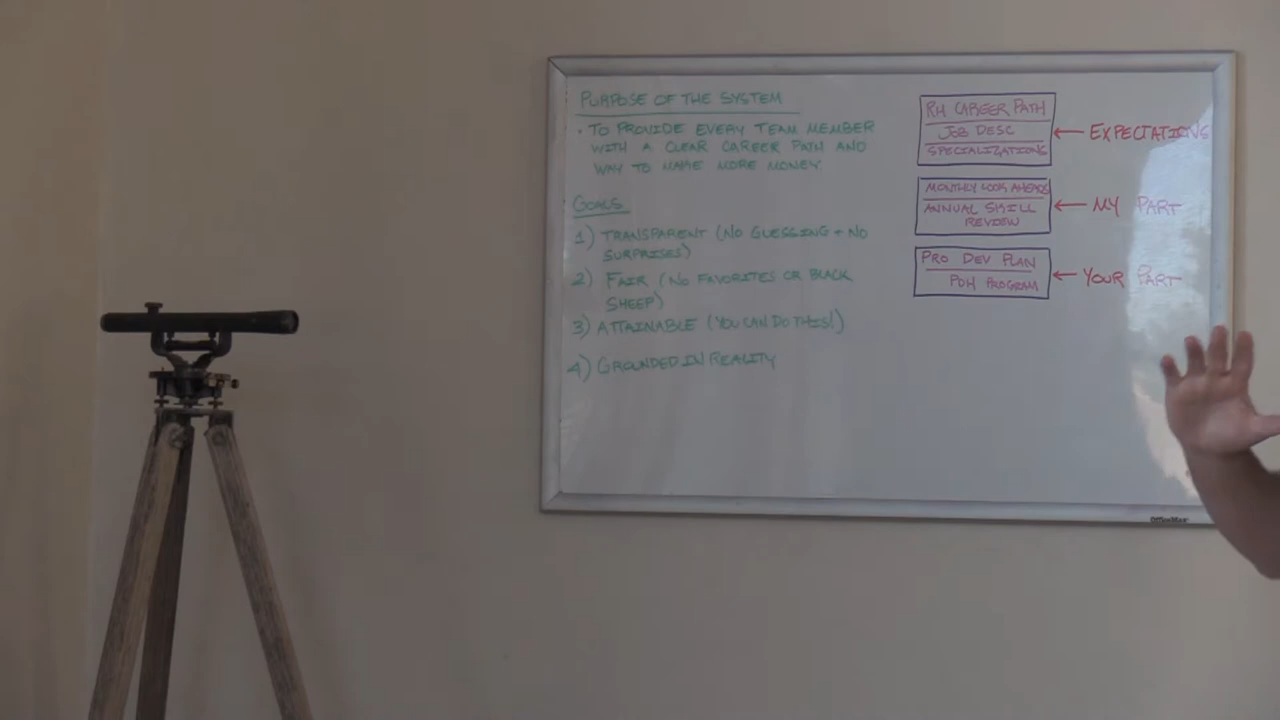 PURPOSE OF THE SYSTEM
• TO PROVIDE EVERY TEAM MEMBER
WITH A CLEAR CAREER PATH AND
WAY TO MAKE MORE MONEY.
GOALS
1) TRANSPARENT (NO GUESSING + NO
SURPRISES)
2) FAIR (NO FAVORITES OR BLACK
SHEEP)
3) ATTAINABLE (YOU CAN DO THIS!)
4) GROUNDED IN REALITY
RH CAREER PATH
JOB DESC
SPECIALIZATIONS
← EXPECTATIONS
MONTHLY LOOK AHEADS
ANNUAL SKILL
REVIEW
← MY PART
PRO DEV PLAN
PDH PROGRAM
← YOUR PART
OfficeMax